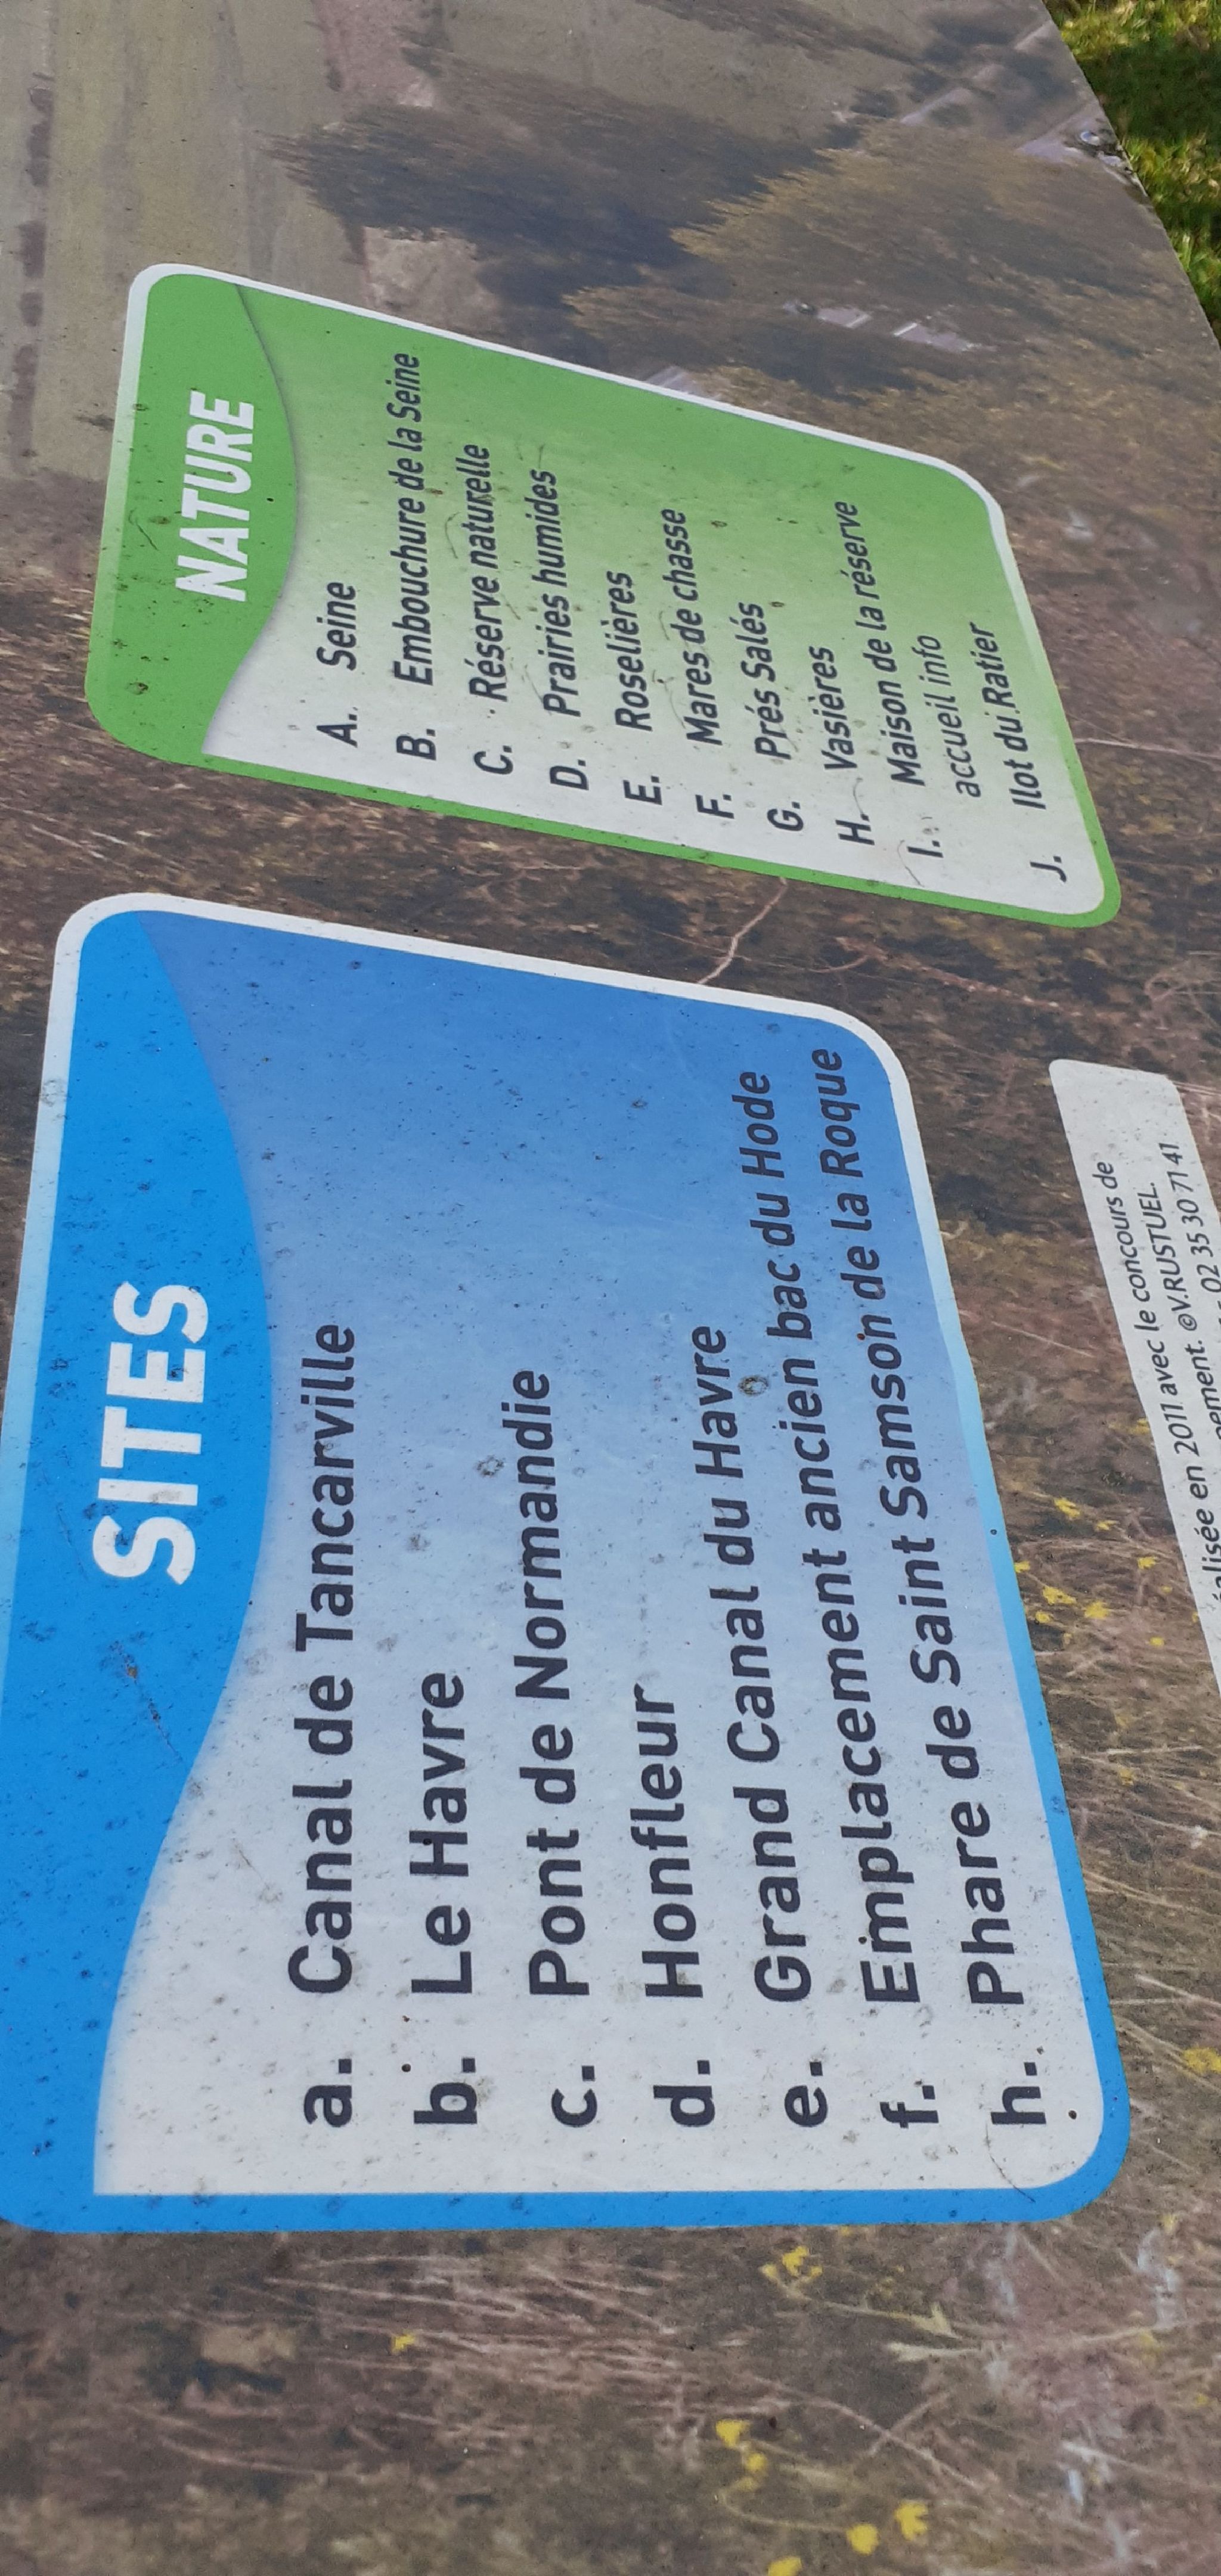 SITES
a. Canal de Tancarville
b. Le Havre
c. Pont de Normandie
d. Honfleur
e. Grand Canal du Havre
f. Emplacement ancien bac du Hode
h. Phare de Saint Samson de la Roque
NATURE
A. Seine
B. Embouchure de la Seine
C. Réserve naturelle
D. Prairies humides
E. Roselières
F. Mares de chasse
G. Prés Salés
H. Vasières
I. Maison de la réserve
accueil info
J. Ilot du Ratier
alisée en 2011 avec le concours de
ement. ©V.RUSTUEL.
02 35 30 71 41